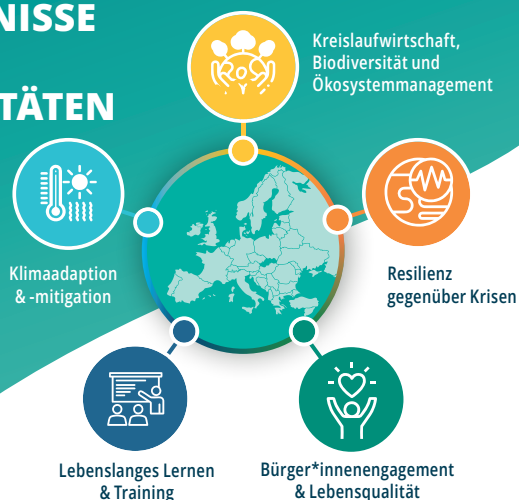 NISSE
TÄTEN
Kreislaufwirtschaft,
Biodiversität und
Ökosystemmanagement
Klimaadaption
& -mitigation
Resilienz
gegenüber Krisen
Lebenslanges Lernen
& Training
Bürger*innenengagement
& Lebensqualität